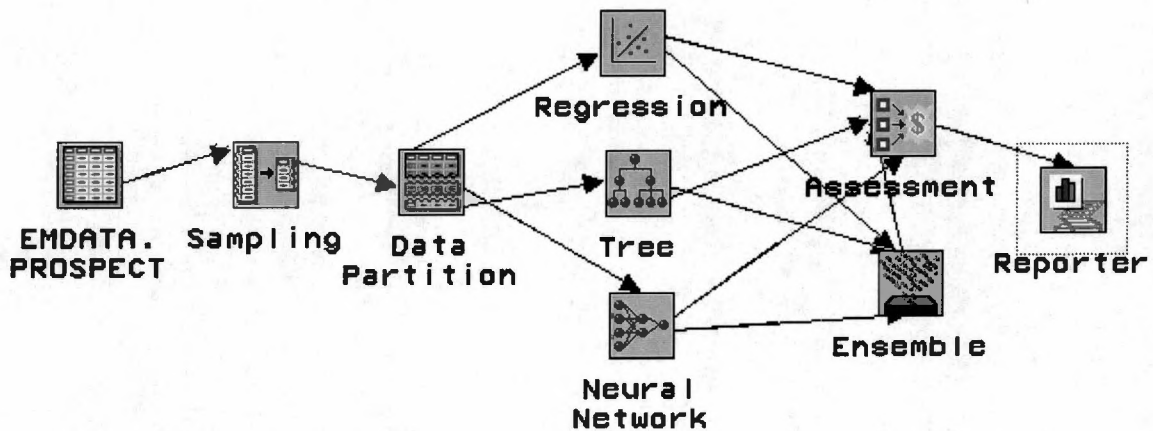 Regression
Assessment
EMDATA.
PROSPECT
Sampling
Data
Partition
Tree
Reporter
Ensemble
Neural
Network
$